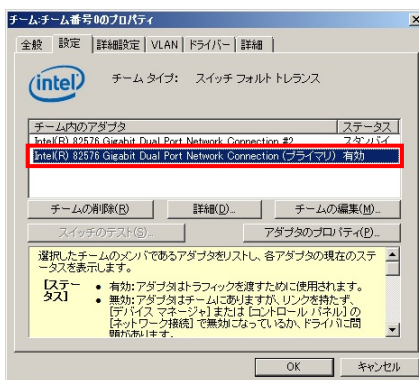 チーム:チーム番号0のプロパティ
全般 設定 詳細設定 VLAN ドライバー 詳細
intel チーム タイプ: スイッチ フォルト トレランス
チーム内のアダプタ ステータス
Intel(R) 82576 Gigabit Dual Port Network Connection #2 スタンバイ
Intel(R) 82576 Gigabit Dual Port Network Connection (プライマリ) 有効
チームの削除(R) 詳細(D)... チームの編集(M)...
スイッチのテスト(S)... アダプタのプロパティ(P)...
選択したチームのメンバであるアダプタをリストし、各アダプタの現在のステ
ータスを表示します。
[ステー
タス]
• 有効: アダプタはトラフィックを渡すために使用されます。
• 無効: アダプタはチームにありますが、リンクを持たず、
[デバイス マネージャ] または [コントロール パネル] の
[ネットワーク接続] で無効になっているか、ドライバに問
題があります。
OK キャンセル